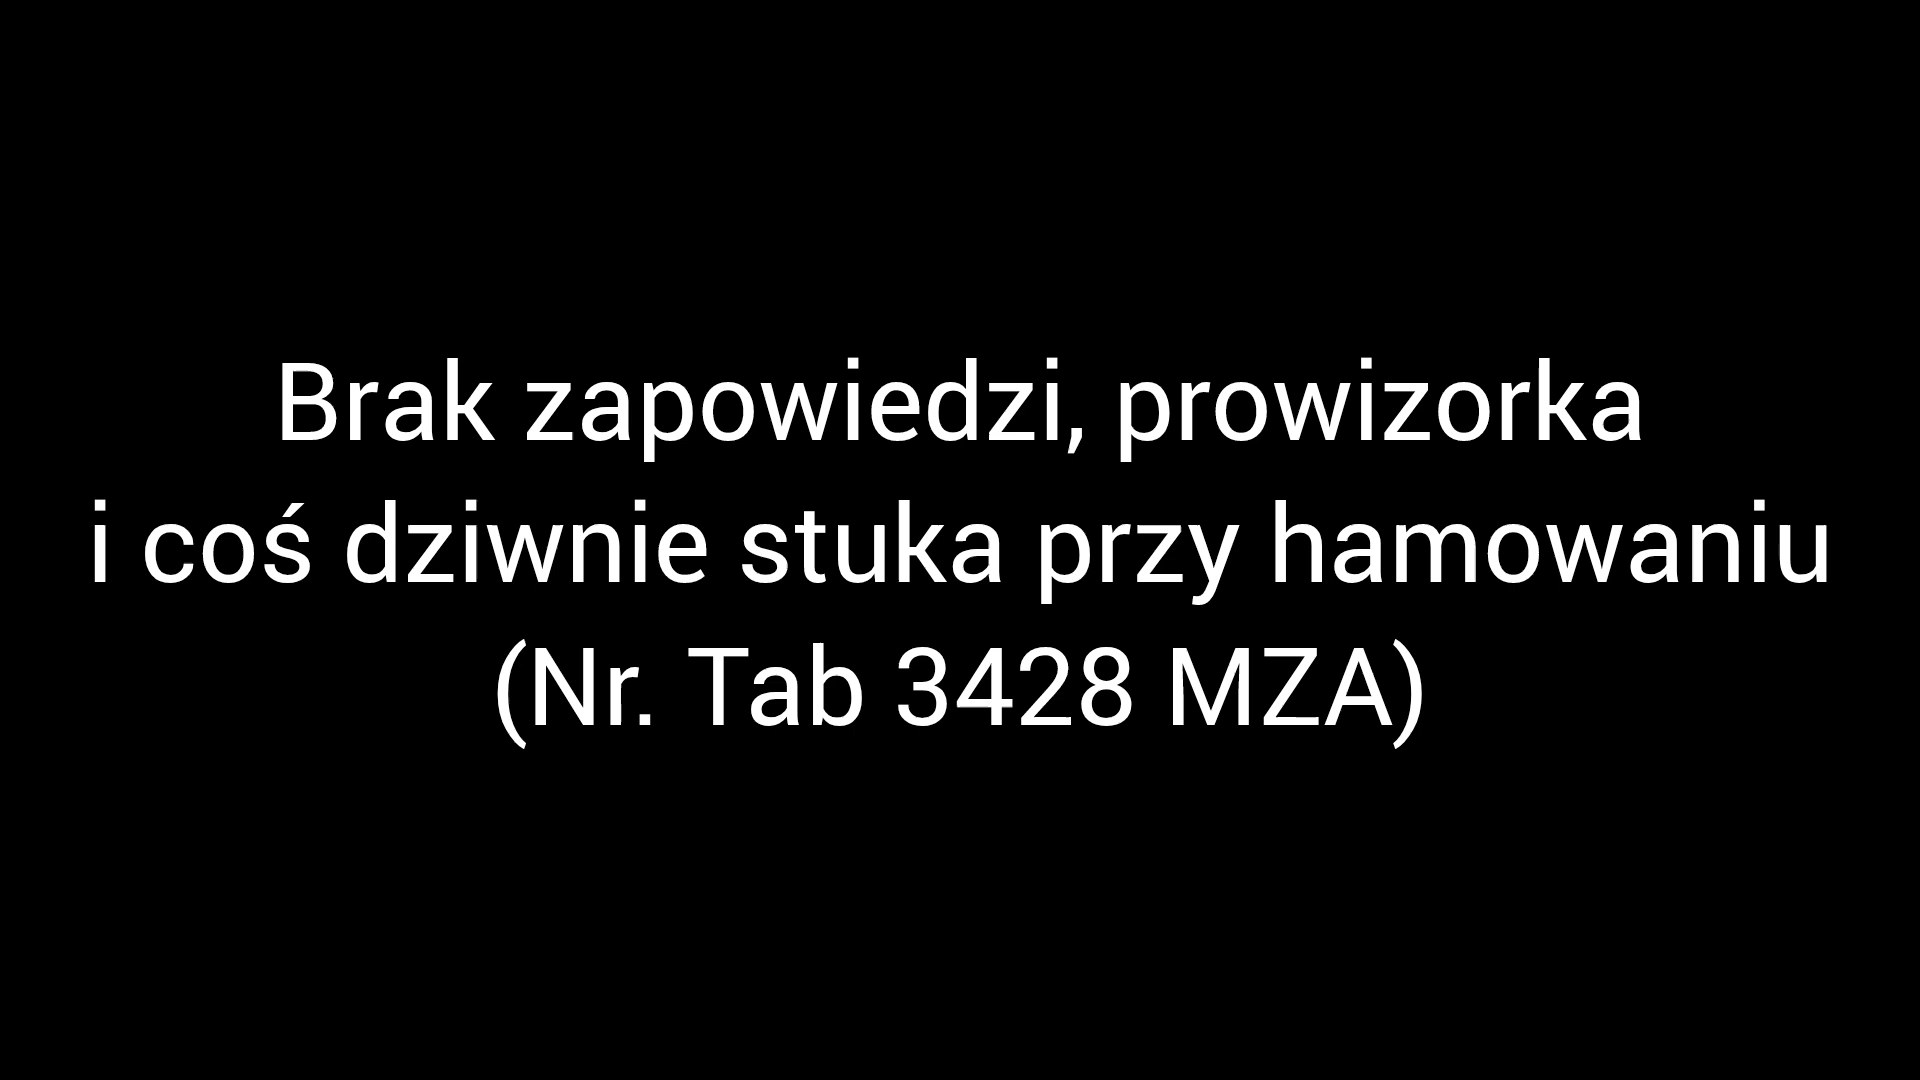 Brak zapowiedzi, prowizorka
i coś dziwnie stuka przy hamowaniu
(Nr. Tab 3428 MZA)